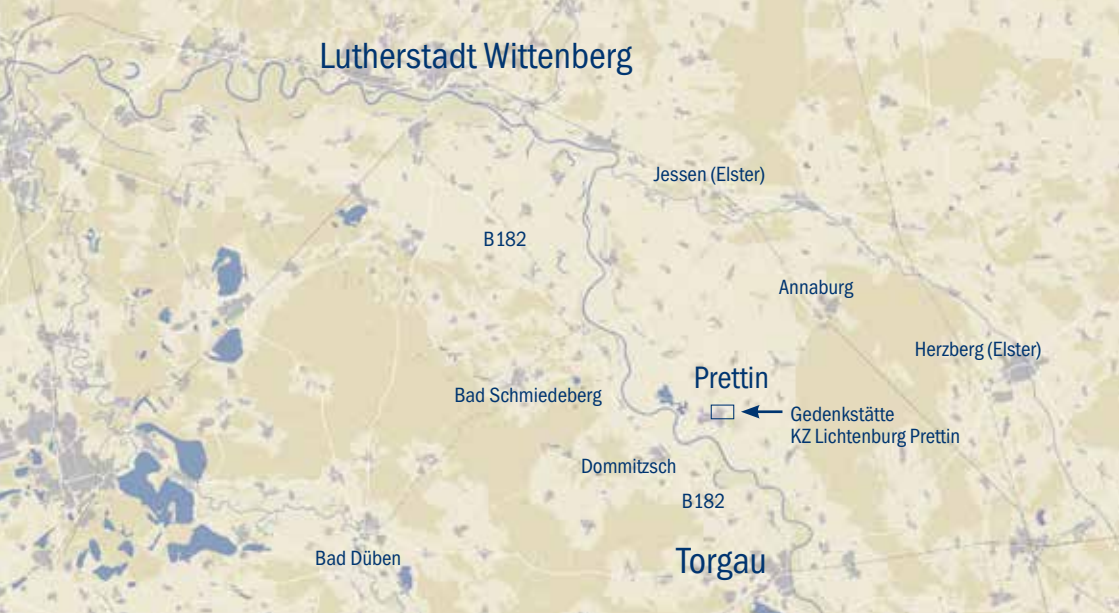 Lutherstadt Wittenberg
Jessen (Elster)
B182
Annaburg
Herzberg (Elster)
Prettin
Bad Schmiedeberg
Gedenkstätte
KZ Lichtenburg Prettin
Dommitzsch
B182
Bad Düben
Torgau